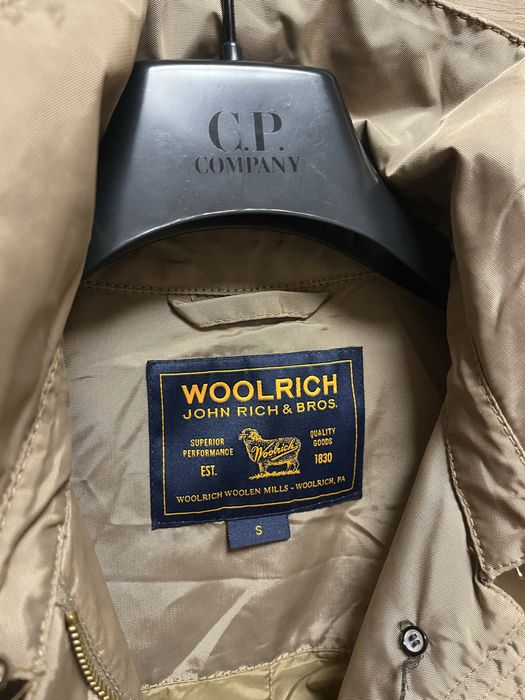 C.P.
COMPANY
WOOLRICH
JOHN RICH & BROS.
SUPERIOR
PERFORMANCE
EST.
Woolrich
QUALITY
GOODS
1830
WOOLRICH WOOLEN MILLS - WOOLRICH, PA
S